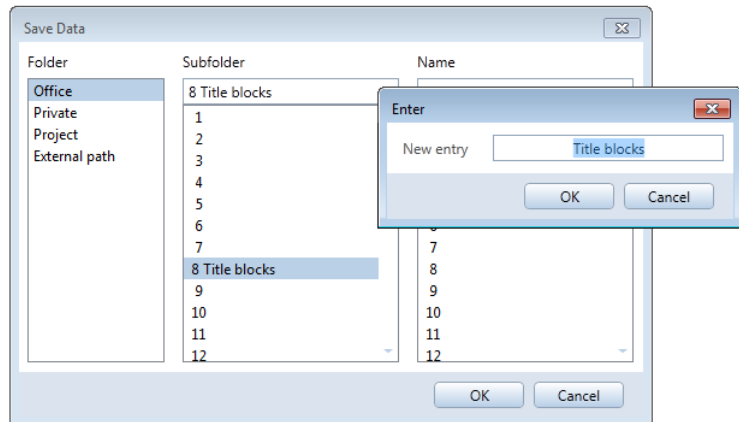 Save Data
Folder
Subfolder
Name
Office
Private
Project
External path
8 Title blocks
1
2
3
4
5
6
7
8 Title blocks
9
10
11
12
Enter
New entry
Title blocks
OK
Cancel
7
8
9
10
11
12
OK
Cancel